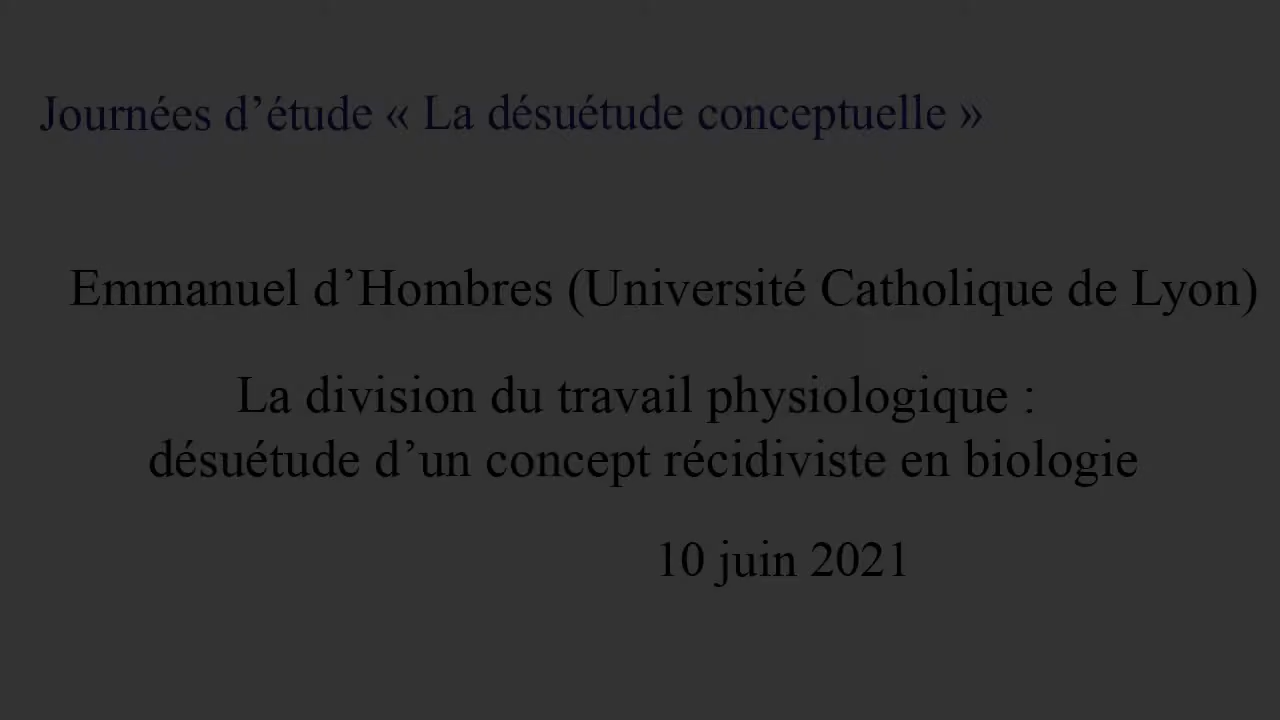 Journées d’étude « La désuétude conceptuelle »
Emmanuel d’Hombres (Université Catholique de Lyon)
La division du travail physiologique :
désuétude d’un concept récidiviste en biologie
10 juin 2021